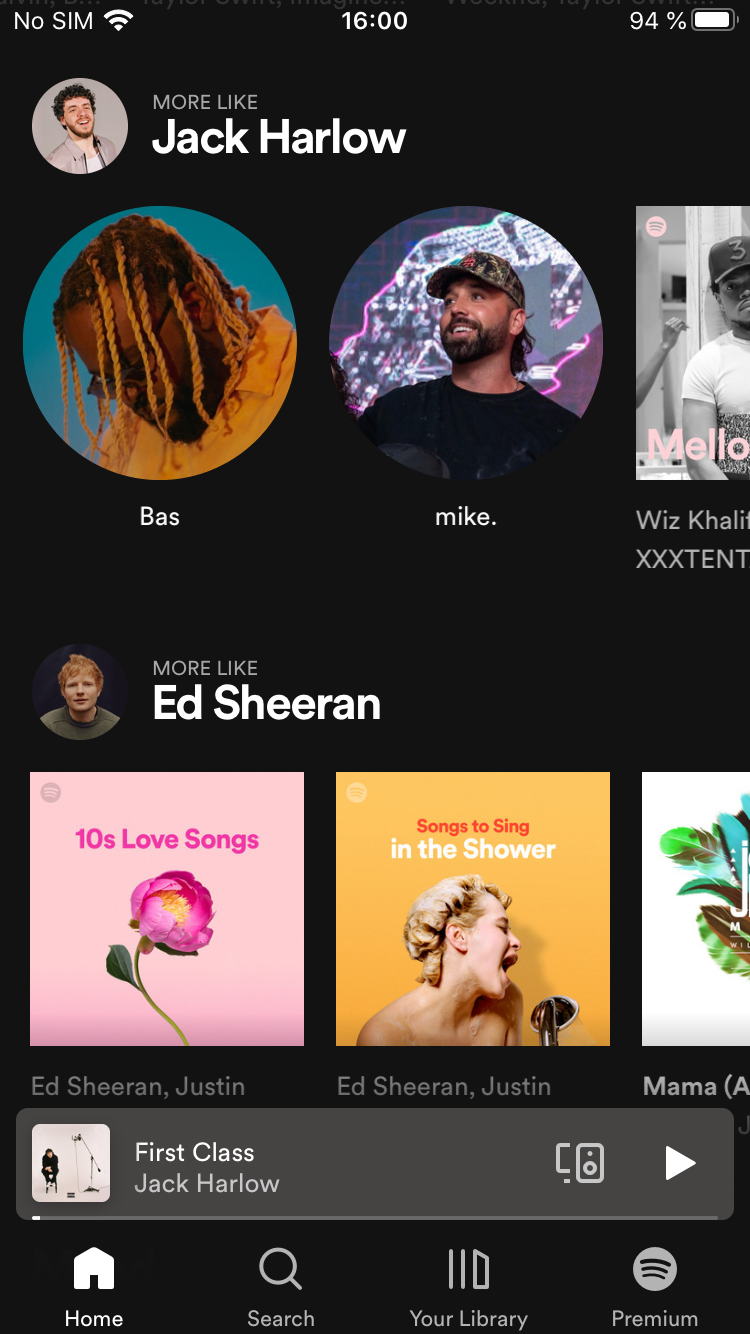 No SIM 16:00 94 %
MORE LIKE
Jack Harlow
3
Mello
Bas
mike.
Wiz Khalif
XXXTENT
MORE LIKE
Ed Sheeran
10s Love Songs
Songs to Sing
in the Shower
j
M
WIL
Ed Sheeran, Justin
Ed Sheeran, Justin
Mama (A
First Class
Jack Harlow
Home
Search
Your Library
Premium